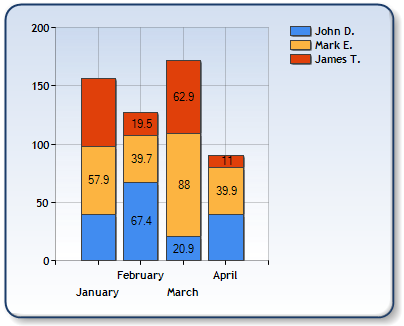 200
John D.
Mark E.
James T.
150
62.9
19.5
100
11
57.9
39.7
88
39.9
50
67.4
20.9
0
February April
January March